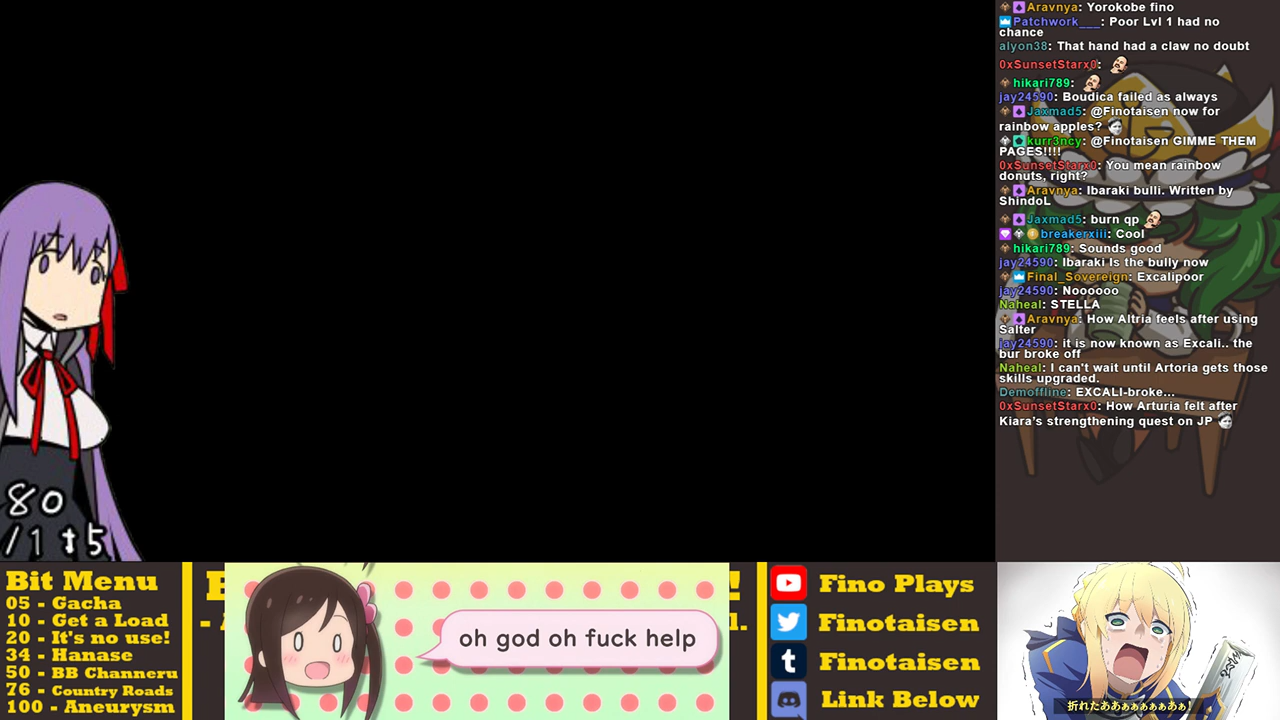 Aravnya: Yorokobe fino
Patchwork___: Poor Lvl 1 had no
chance
alyon38: That hand had a claw no doubt
0xSunsetStarx0:
hikari789:
jay24590: Boudica failed as always
Jaxmad5: @Finotaisen now for
rainbow apples?
kurr3ncy: @Finotaisen GIMME THEM
PAGES!!!!
0xSunsetStarx0: You mean rainbow
donuts, right?
Aravnya: Ibaraki bulli. Written by
ShindoL
Jaxmad5: burn qp
breakerxiii: Cool
hikari789: Sounds good
jay24590: Ibaraki Is the bully now
Final_Sovereign: Excalipoor
jay24590: Noooooo
Naheal: STELLA
Aravnya: How Altria feels after using
Salter
jay24590: it is now known as Excali.. the
bur broke off
Naheal: I can't wait until Artoria gets those
skills upgraded.
Demoffline: EXCALI-broke...
0xSunsetStarx0: How Arturia felt after
Kiara's strengthening quest on JP
80
/1 t5
Bit Menu
05 - Gacha
10 - Get a Load
20 - It's no use!
34 - Hanase
50 - BB Channeru
76 - Country Roads
100 - Aneurysm
oh god oh fuck help
Fino Plays
Finotaisen
Finotaisen
Link Below
折れたああぁぁぁぁぁぁぁ!